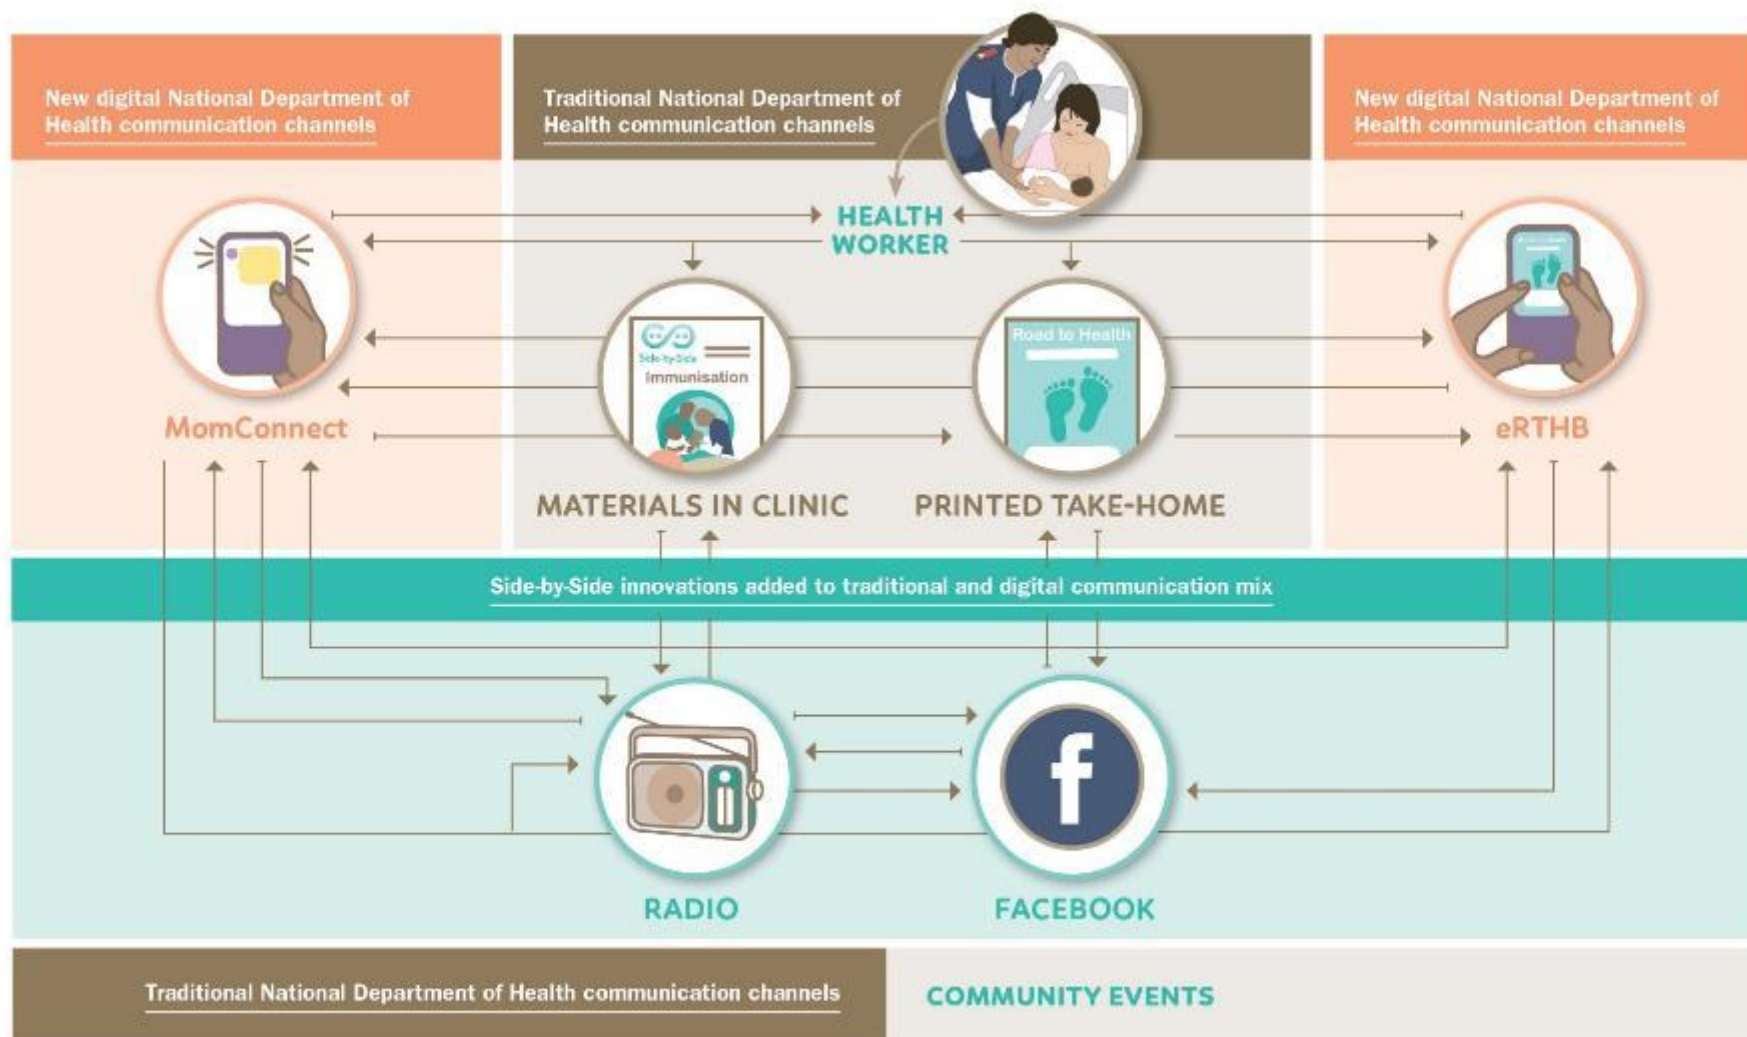 New digital National Department of
Health communication channels
Traditional National Department of
Health communication channels
New digital National Department of
Health communication channels
HEALTH
WORKER
Side-by-Side
Immunisation
Road to Health
MomConnect
eRTHB
MATERIALS IN CLINIC
PRINTED TAKE-HOME
Side-by-Side innovations added to traditional and digital communication mix
f
RADIO
FACEBOOK
Traditional National Department of Health communication channels
COMMUNITY EVENTS